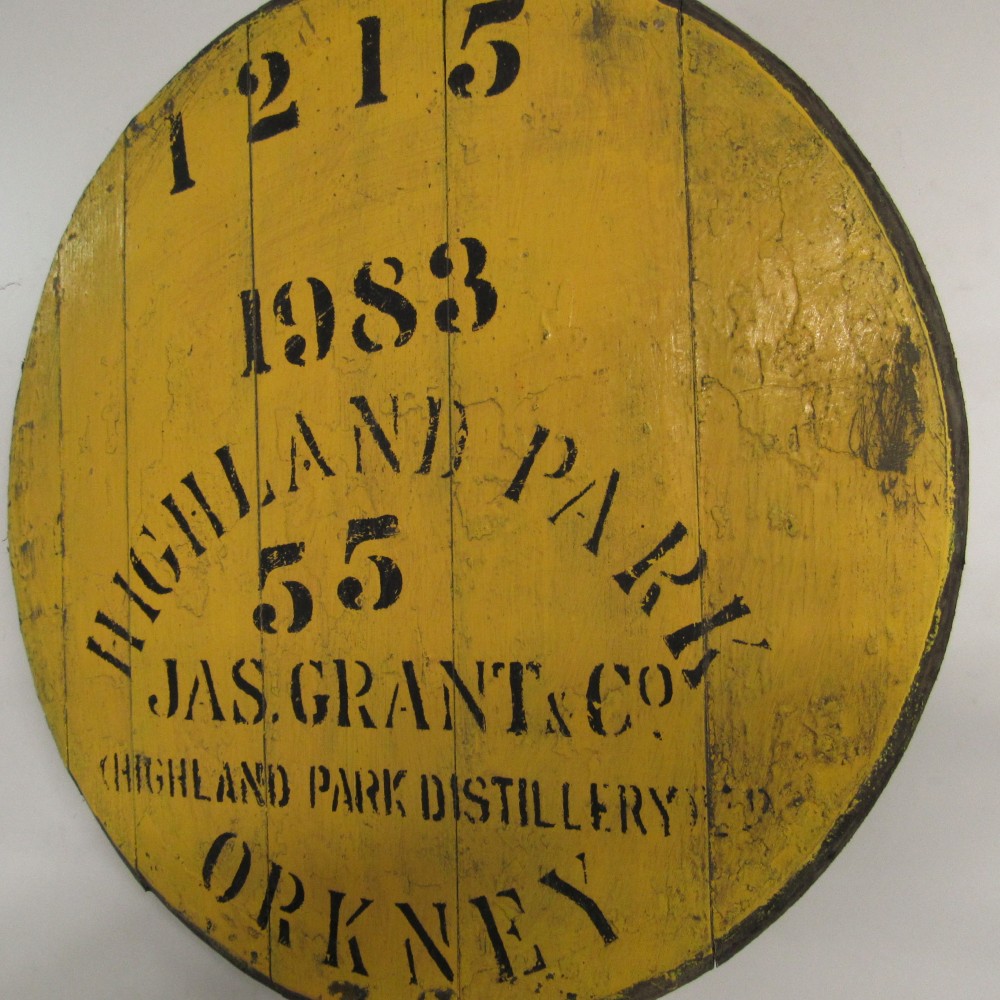 1215
1983
HIGHLAND PARK
55
JAS. GRANT & Cº.
(HIGHLAND PARK DISTILLERY
ORKNEY